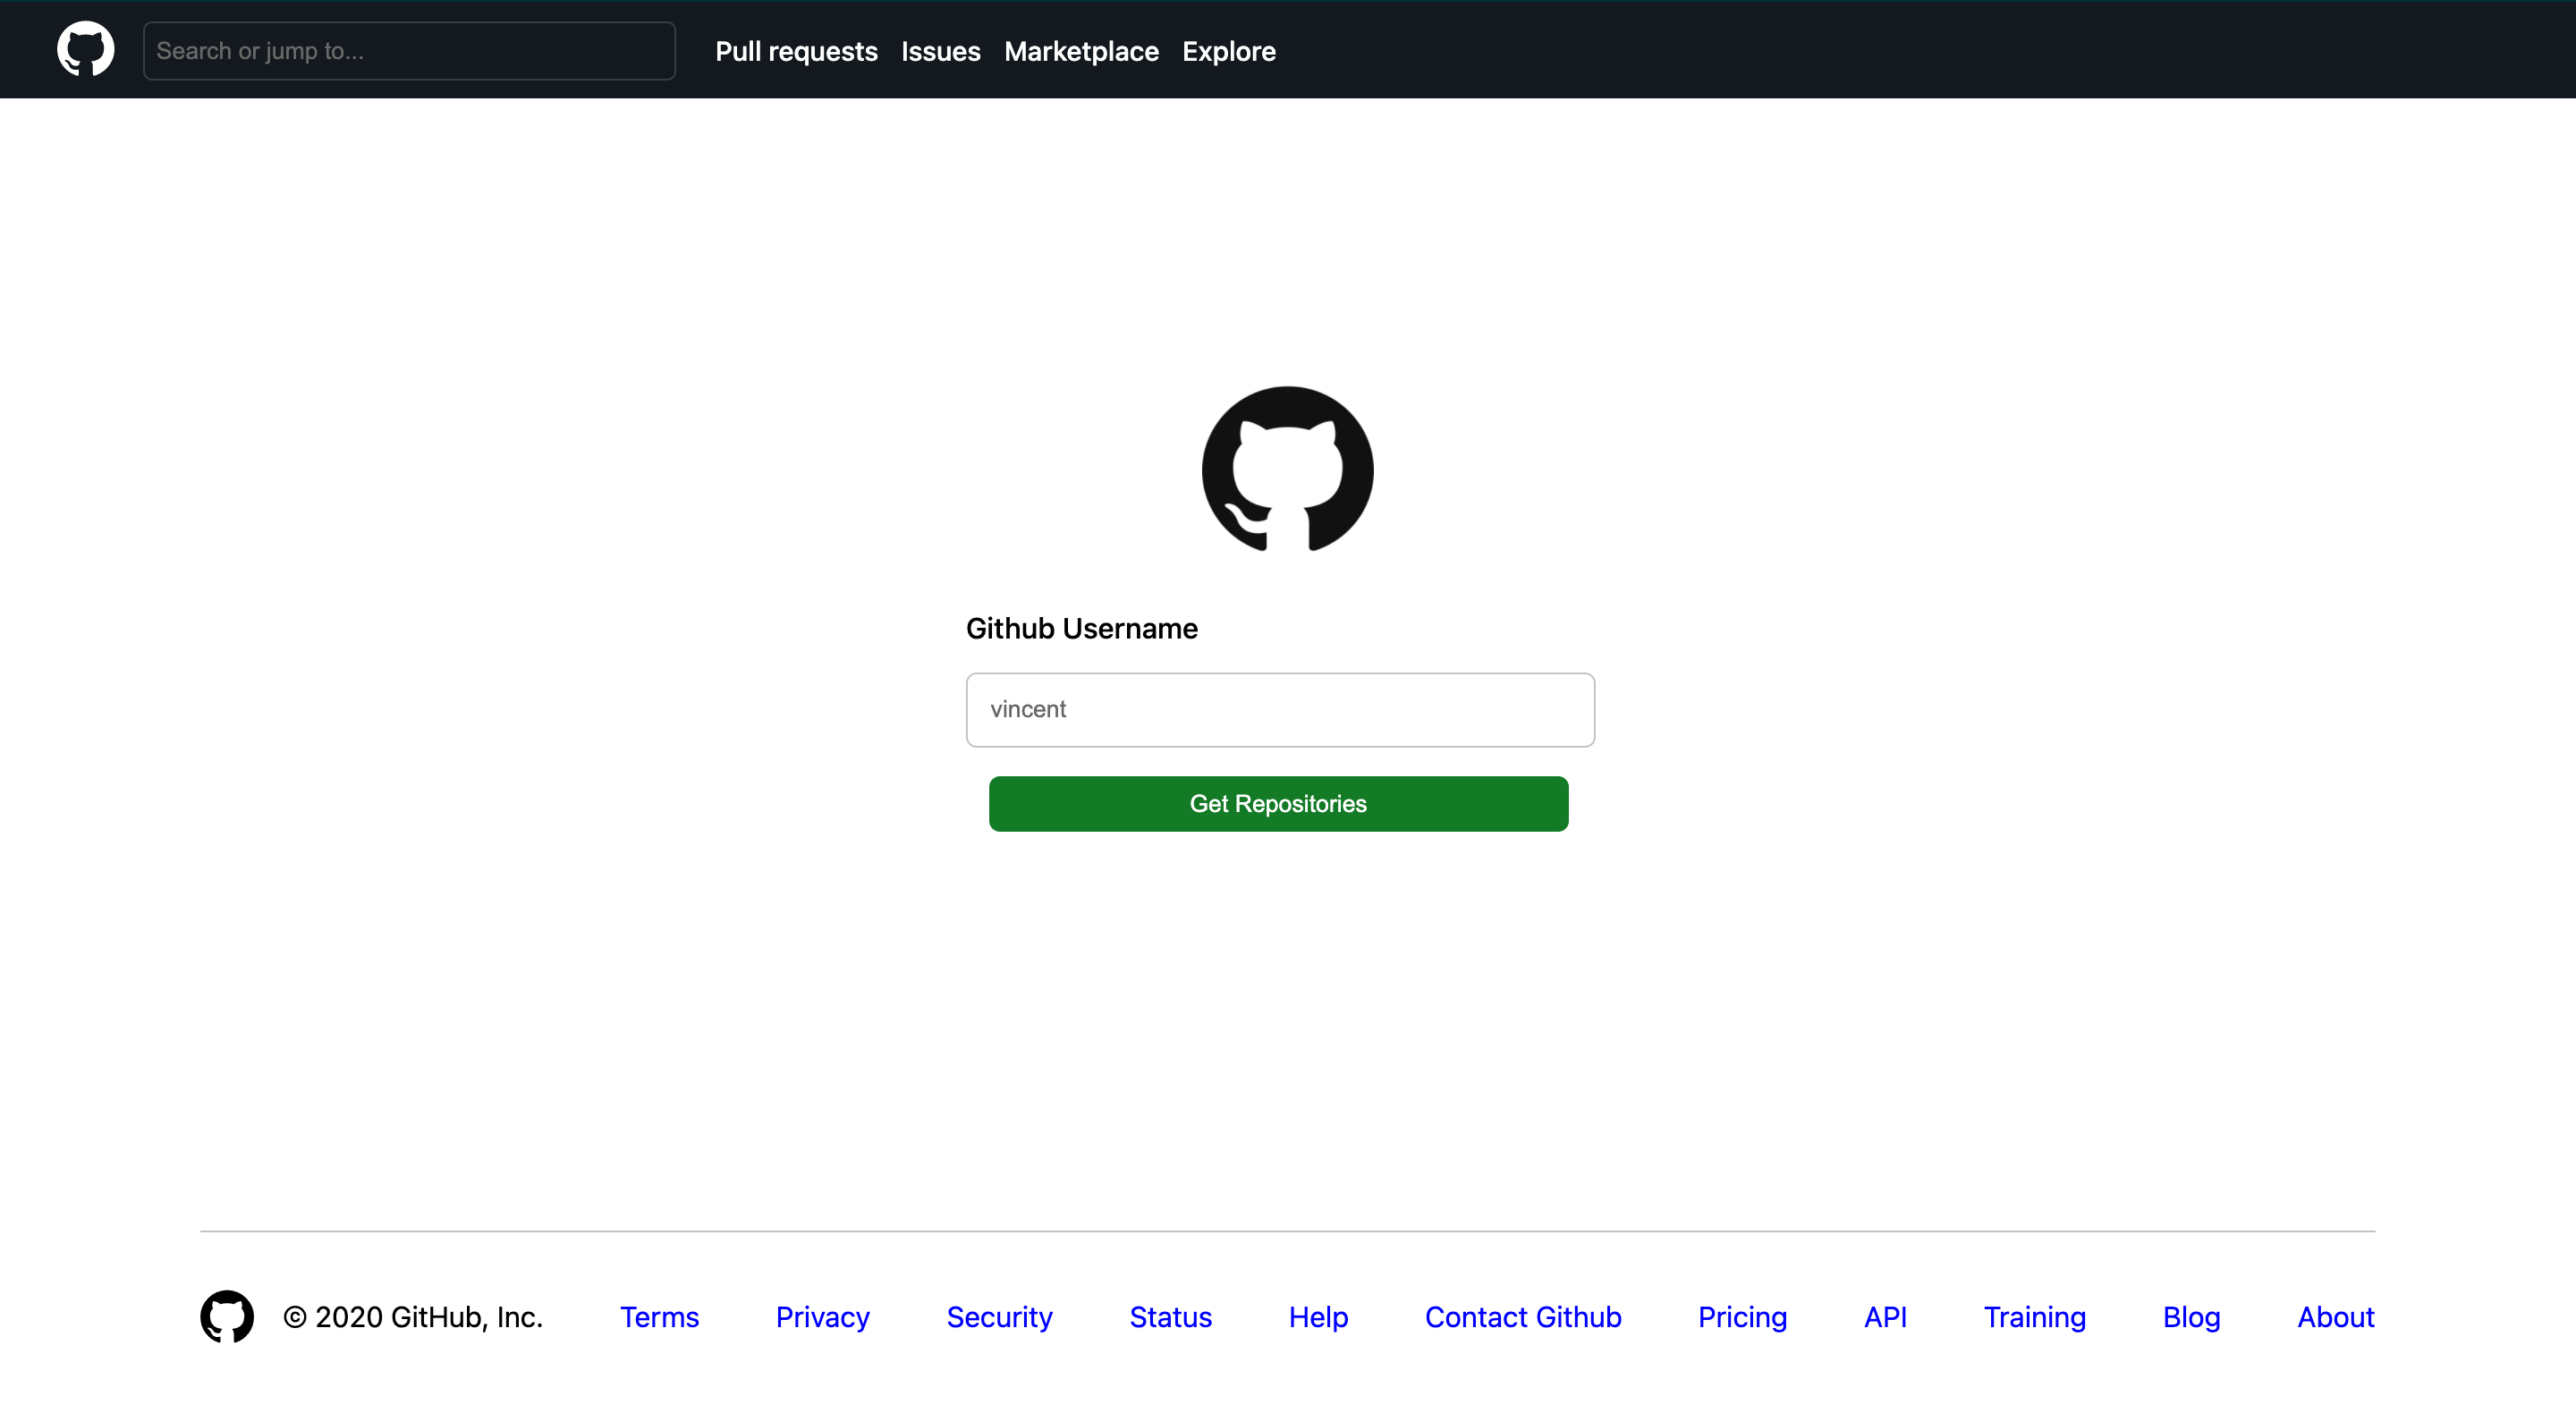 Search or jump to... Pull requests Issues Marketplace Explore
Github Username
vincent
Get Repositories
© 2020 GitHub, Inc. Terms Privacy Security Status Help Contact Github Pricing API Training Blog About